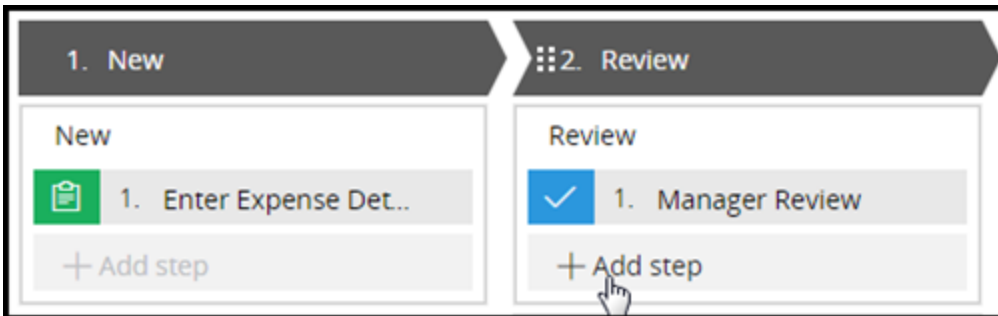 1. New
2. Review
New
Review
1. Enter Expense Det...
1. Manager Review
+ Add step
+ Add step